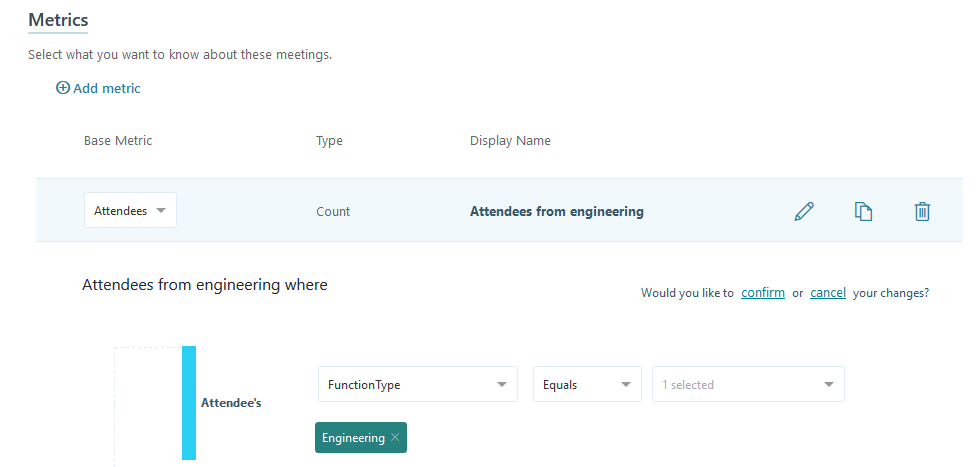 Metrics
Select what you want to know about these meetings.
Add metric
Base Metric Type Display Name
Attendees Count Attendees from engineering
Attendees from engineering where
Would you like to confirm or cancel your changes?
FunctionType Equals 1 selected
Attendee's
Engineering